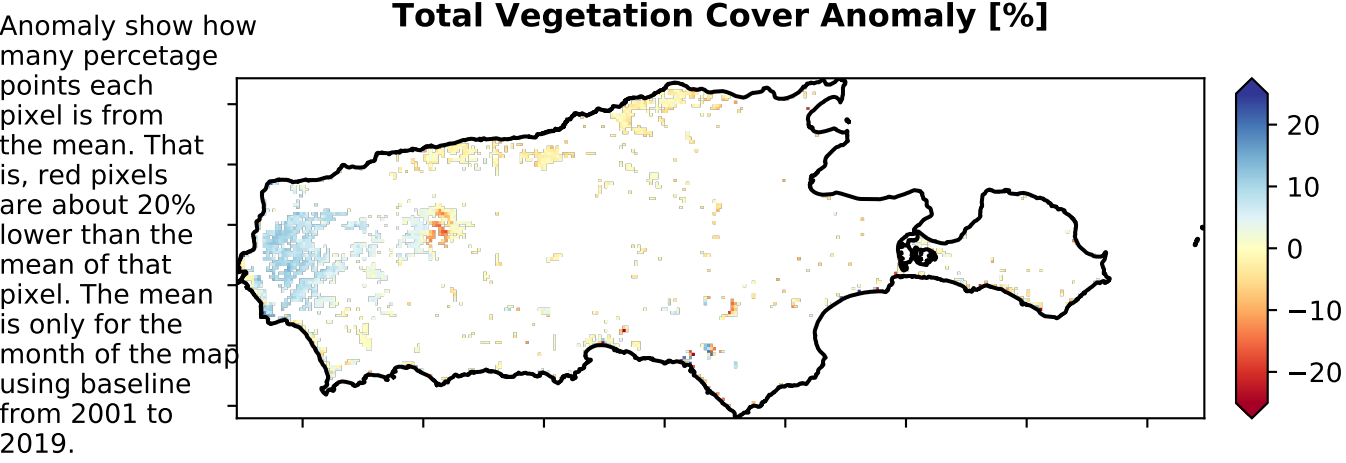 Total Vegetation Cover Anomaly [%]
Anomaly show how
many percetage
points each
pixel is from
the mean. That
is, red pixels
are about 20%
lower than the
mean of that
pixel. The mean
is only for the
month of the map
using baseline
from 2001 to
2019.
20
10
0
−10
−20